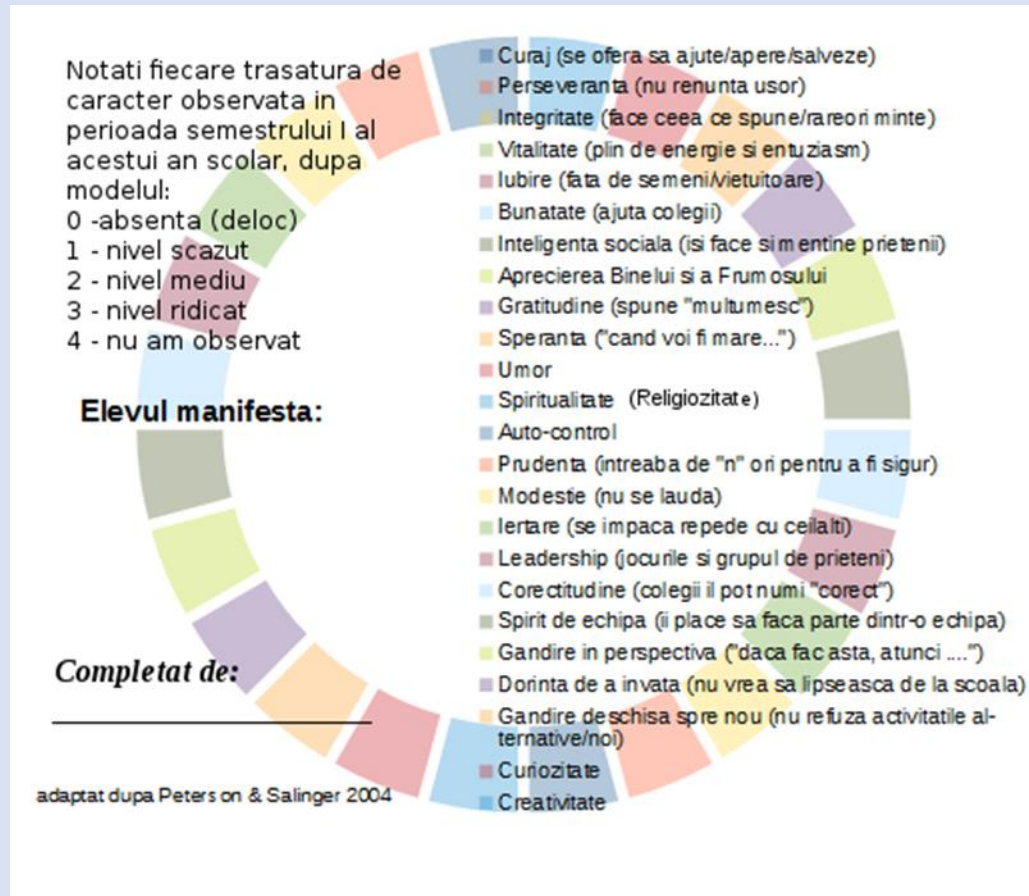 Notati fiecare trasatura de
caracter observata in
perioada semestrului I al
acestui an scolar, dupa
modelul:
0 -absenta (deloc)
1 - nivel scazut
2 - nivel mediu
3 - nivel ridicat
4 - nu am observat
Elevul manifesta:
Completat de:
adaptat dupa Peterson & Salinger 2004
Curaj (se ofera sa ajute/apere/salveze)
Perseveranta (nu renunta usor)
Integritate (face ceea ce spune/rareori minte)
Vitalitate (plin de energie si entuziasm)
Iubire (fata de semeni/vietuitoare)
Bunatate (ajuta colegii)
Inteligenta sociala (isi face si mentine prietenii)
Aprecierea Binelui si a Frumosului
Gratitudine (spune "multumesc")
Speranta ("cand voi fi mare...")
Umor
Spiritualitate (Religiozitate)
Auto-control
Prudenta (intreaba de "n" ori pentru a fi sigur)
Modestie (nu se lauda)
Iertare (se impaca repede cu ceilalti)
Leadership (jocurile si grupul de prieteni)
Corectitudine (colegii il pot numi "corect")
Spirit de echipa (ii place sa faca parte dintr-o echipa)
Gandire in perspectiva ("daca fac asta, atunci ....")
Dorinta de a invata (nu vrea sa lipseasca de la scoala)
Gandire deschisa spre nou (nu refuza activitatile al-
ternative/noi)
Curiozitate
Creativitate